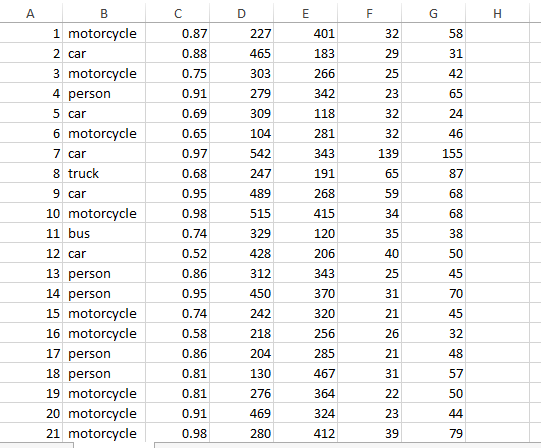 A B C D E F G H
1 motorcycle 0.87 227 401 32 58
2 car 0.88 465 183 29 31
3 motorcycle 0.75 303 266 25 42
4 person 0.91 279 342 23 65
5 car 0.69 309 118 32 24
6 motorcycle 0.65 104 281 32 46
7 car 0.97 542 343 139 155
8 truck 0.68 247 191 65 87
9 car 0.95 489 268 59 68
10 motorcycle 0.98 515 415 34 68
11 bus 0.74 329 120 35 38
12 car 0.52 428 206 40 50
13 person 0.86 312 343 25 45
14 person 0.95 450 370 31 70
15 motorcycle 0.74 242 320 21 45
16 motorcycle 0.58 218 256 26 32
17 person 0.86 204 285 21 48
18 person 0.81 130 467 31 57
19 motorcycle 0.81 276 364 22 50
20 motorcycle 0.91 469 324 23 44
21 motorcycle 0.98 280 412 39 79